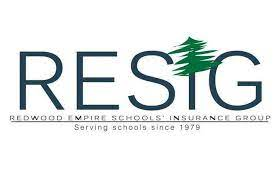 RESIG
REDWOOD EMPIRE SCHOOLS' INSURANCE GROUP
Serving schools since 1979